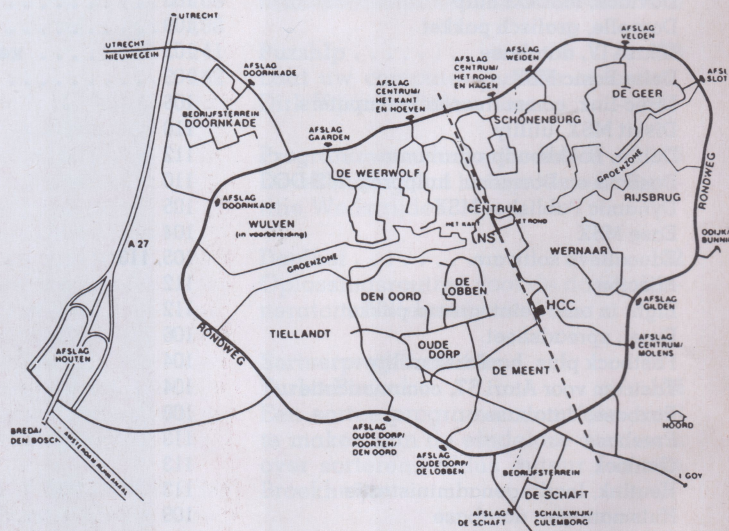 UTRECHT
UTRECHT
NIEUWEGEIN
AFSLAG
DOORNKADE
BEDRIJFSTERREIN
DOORNKADE
AFSLAG
GAARDEN
AFSLAG
CENTRUM/
HET KANT
EN HOEVEN
AFSLAG
CENTRUM/
HET ROND
EN HAGEN
AFSLAG
WEIDEN
AFSLAG
VELDEN
DE GEER
SCHONENBURG
DE WEERWOLF
AFSLAG
DOORNKADE
WULVEN
(in voorbereiding)
GROENZONE
GROENZONE
RIJSBRUG
RONDWEG
CENTRUM
HET KANT
HET ROND
NS
WERNAAR
A 27
DEN OORD
DE
LOBBEN
HCC
AFSLAG
GILDEN
RONDWEG
TIELLANDT
OUDE
DORP
DE MEENT
AFSLAG
CENTRUM/
MOLENS
AFSLAG
HOUTEN
NOORD
BREDA/
DEN BOSCH
AFSLAG
OUDE DORP/
POORTEN
DEN OORD
AFSLAG
OUDE DORP/
DE LOBBEN
BEDRIJFSTERREIN
DE SCHAFT
AFSLAG
DE SCHAFT
SCHALKWIJK/
CULEMBORG